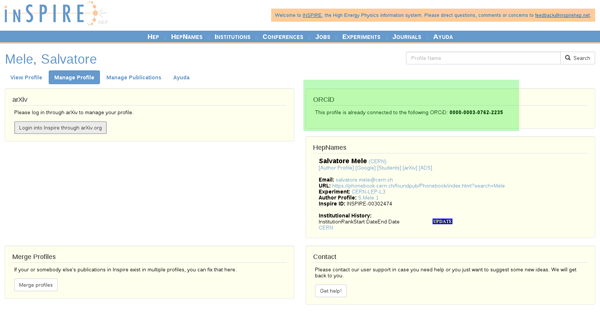 inSPIRE HEP
Welcome to INSPIRE, the High Energy Physics information system. Please direct questions, comments or concerns to feedback@inspirehep.net.
HEP HEPNAMES INSTITUTIONS CONFERENCES JOBS EXPERIMENTS JOURNALS AYUDA
Mele, Salvatore
Profile Name
Search
View Profile Manage Profile Manage Publications Ayuda
arXiv
Please log in through arXiv to manage your profile.
Login into Inspire through arXiv.org
ORCID
This profile is already connected to the following ORCID: 0000-0003-0762-2235
HepNames
Salvatore Mele (CERN)
[Author Profile] [Google] [Students] [arXiv] [ADS]
Email: salvatore.mele@cern.ch
URL: https://phonebook.cern.ch/foundpub/Phonebook/index.html?search=Mele
Experiment: CERN-LEP-L3
Author Profile: S.Mele.1
Inspire ID: INSPIRE-00302474
Institutional History:
InstitutionRankStart DateEnd Date
CERN
UPDATE
Merge Profiles
If your or somebody else's publications in Inspire exist in multiple profiles, you can fix that here.
Merge profiles
Contact
Please contact our user support in case you need help or you just want to suggest some new ideas. We will get
back to you.
Get help!